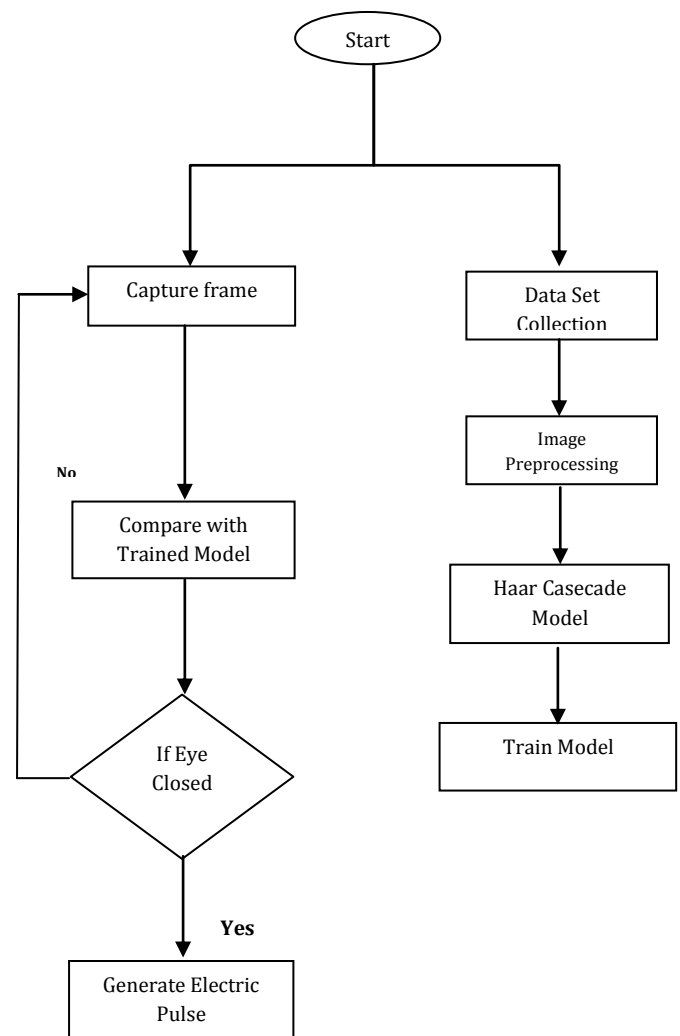 Start
Capture frame
Data Set
Collection
Image
Preprocessing
No
Compare with
Trained Model
Haar Casecade
Model
If Eye
Closed
Train Model
Yes
Generate Electric
Pulse